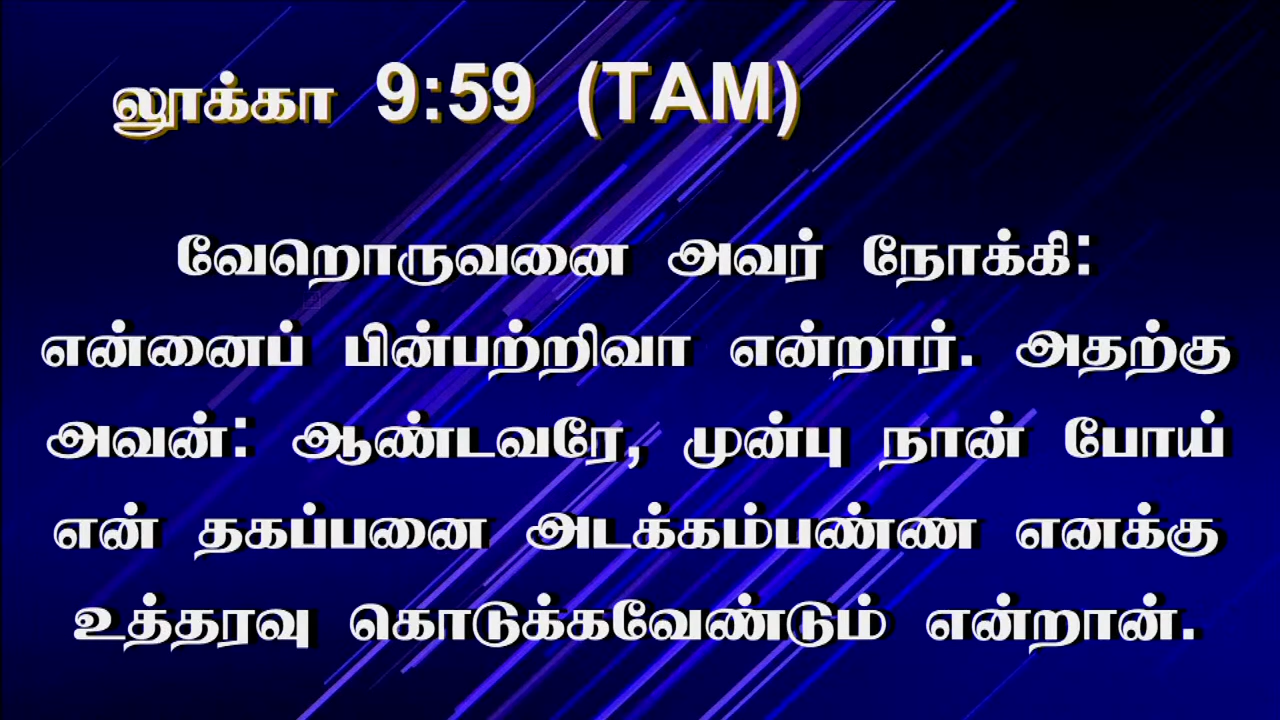 லூக்கா 9:59 (TAM)
வேறொருவனை அவர் நோக்கி:
என்னைப் பின்பற்றிவா என்றார். அதற்கு
அவன்: ஆண்டவரே, முன்பு நான் போய்
என் தகப்பனை அடக்கம்பண்ண எனக்கு
உத்தரவு கொடுக்கவேண்டும் என்றான்.